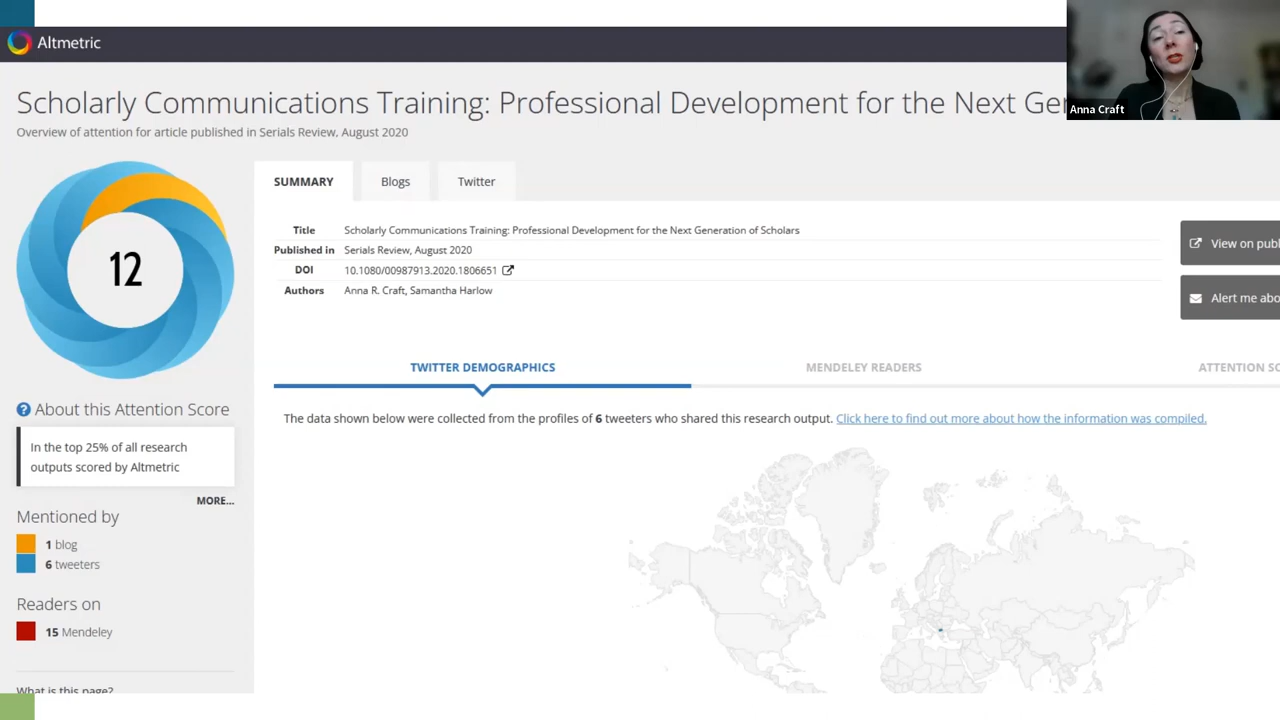 Altmetric
Anna Craft
Scholarly Communications Training: Professional Development for the Next Ge
Overview of attention for article published in Serials Review, August 2020
SUMMARY
Blogs
Twitter
12
Title Scholarly Communications Training: Professional Development for the Next Generation of Scholars
Published in Serials Review, August 2020
DOI 10.1080/00987913.2020.1806651
Authors Anna R. Craft, Samantha Harlow
View on publ
Alert me abo
TWITTER DEMOGRAPHICS
MENDELEY READERS
ATTENTION SC
The data shown below were collected from the profiles of 6 tweeters who shared this research output. Click here to find out more about how the information was compiled.
? About this Attention Score
In the top 25% of all research
outputs scored by Altmetric
MORE...
Mentioned by
1 blog
6 tweeters
Readers on
15 Mendeley
What is this page?